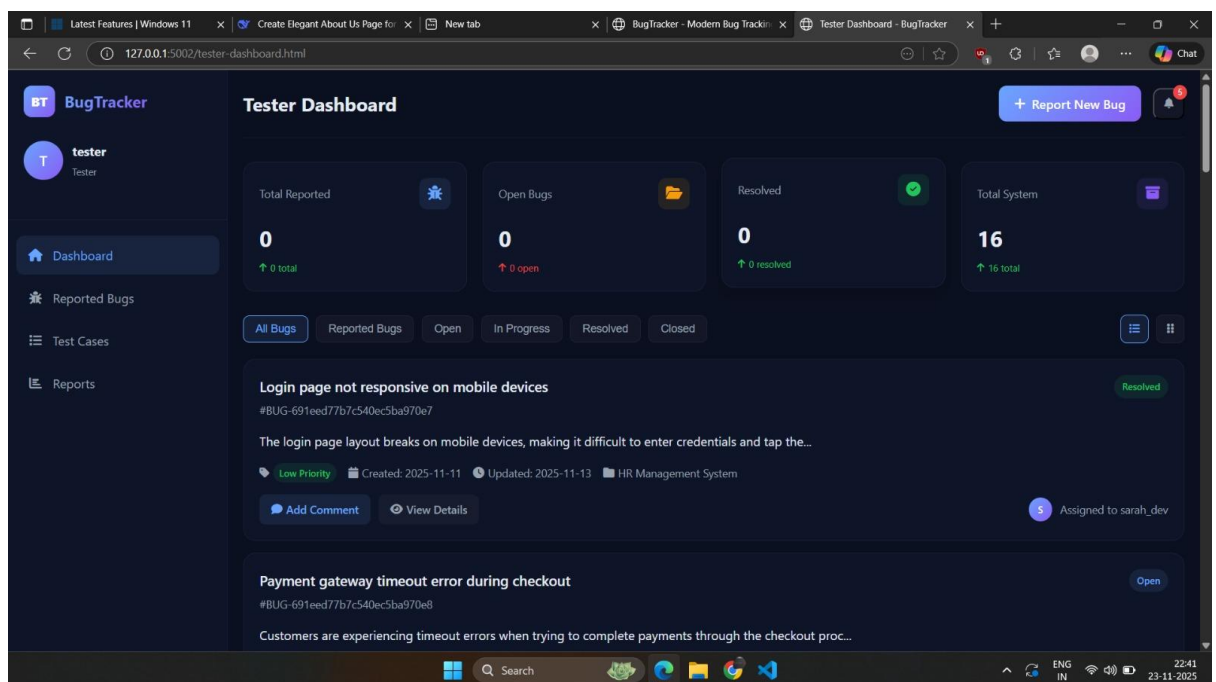 Latest Features | Windows 11
Create Elegant About Us Page for
New tab
BugTracker - Modern Bug Trackin
Tester Dashboard - BugTracker
127.0.0.1:5002/tester-dashboard.html
1
Chat
BT BugTracker
T
tester
Tester
Dashboard
Reported Bugs
Test Cases
Reports
Tester Dashboard
+ Report New Bug
5
Total Reported
0
↑ 0 total
Open Bugs
0
↑ 0 open
Resolved
0
↑ 0 resolved
Total System
16
↑ 16 total
All Bugs Reported Bugs Open In Progress Resolved Closed
Login page not responsive on mobile devices
Resolved
#BUG-691eed77b7c540ec5ba970e7
The login page layout breaks on mobile devices, making it difficult to enter credentials and tap the...
Low Priority Created: 2025-11-11 Updated: 2025-11-13 HR Management System
Add Comment View Details
S Assigned to sarah_dev
Payment gateway timeout error during checkout
Open
#BUG-691eed77b7c540ec5ba970e8
Customers are experiencing timeout errors when trying to complete payments through the checkout proc...
Search
ENG
IN
22:41
23-11-2025